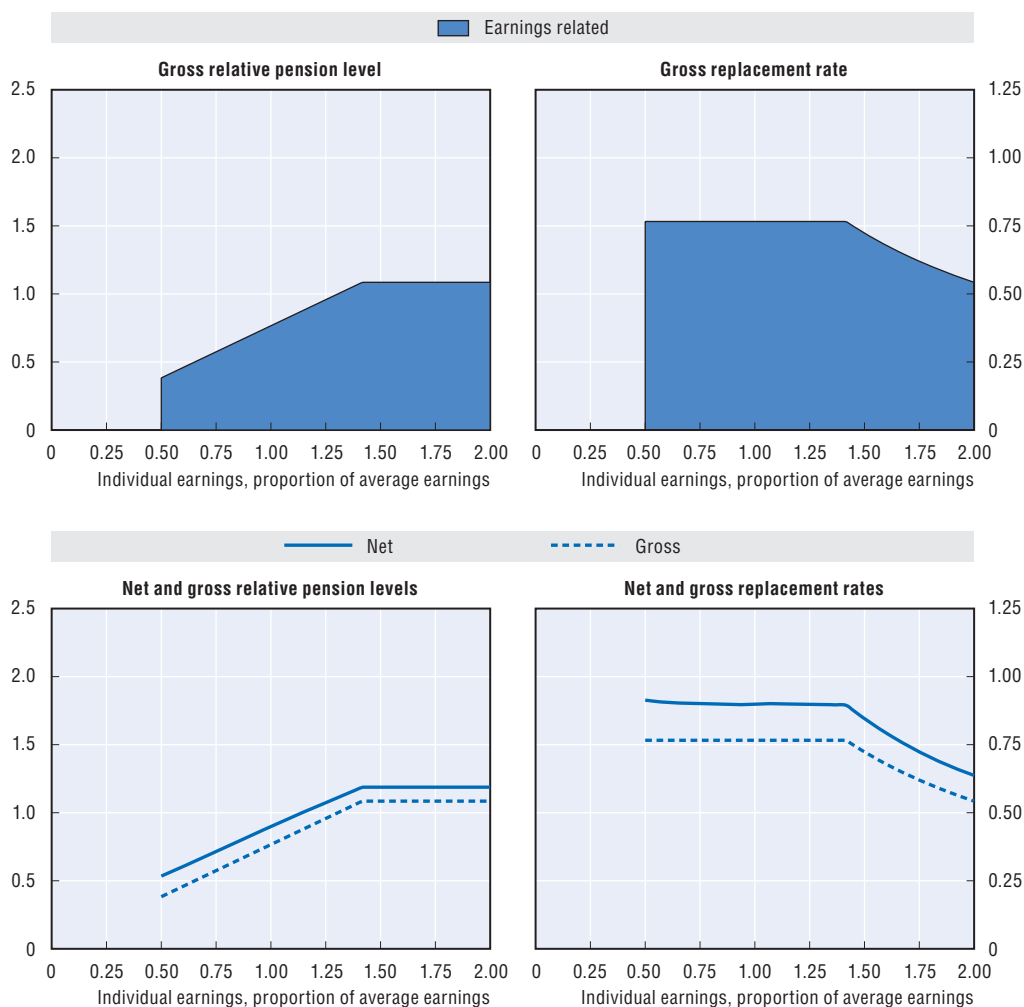 Earnings related
Gross relative pension level
Gross replacement rate
2.5
2.0
1.5
1.0
0.5
0
1.25
1.00
0.75
0.50
0.25
0
0 0.25 0.50 0.75 1.00 1.25 1.50 1.75 2.00
0 0.25 0.50 0.75 1.00 1.25 1.50 1.75 2.00
Individual earnings, proportion of average earnings
Individual earnings, proportion of average earnings
Net Gross
Net and gross relative pension levels
Net and gross replacement rates
2.5
2.0
1.5
1.0
0.5
0
1.25
1.00
0.75
0.50
0.25
0
0 0.25 0.50 0.75 1.00 1.25 1.50 1.75 2.00
0 0.25 0.50 0.75 1.00 1.25 1.50 1.75 2.00
Individual earnings, proportion of average earnings
Individual earnings, proportion of average earnings